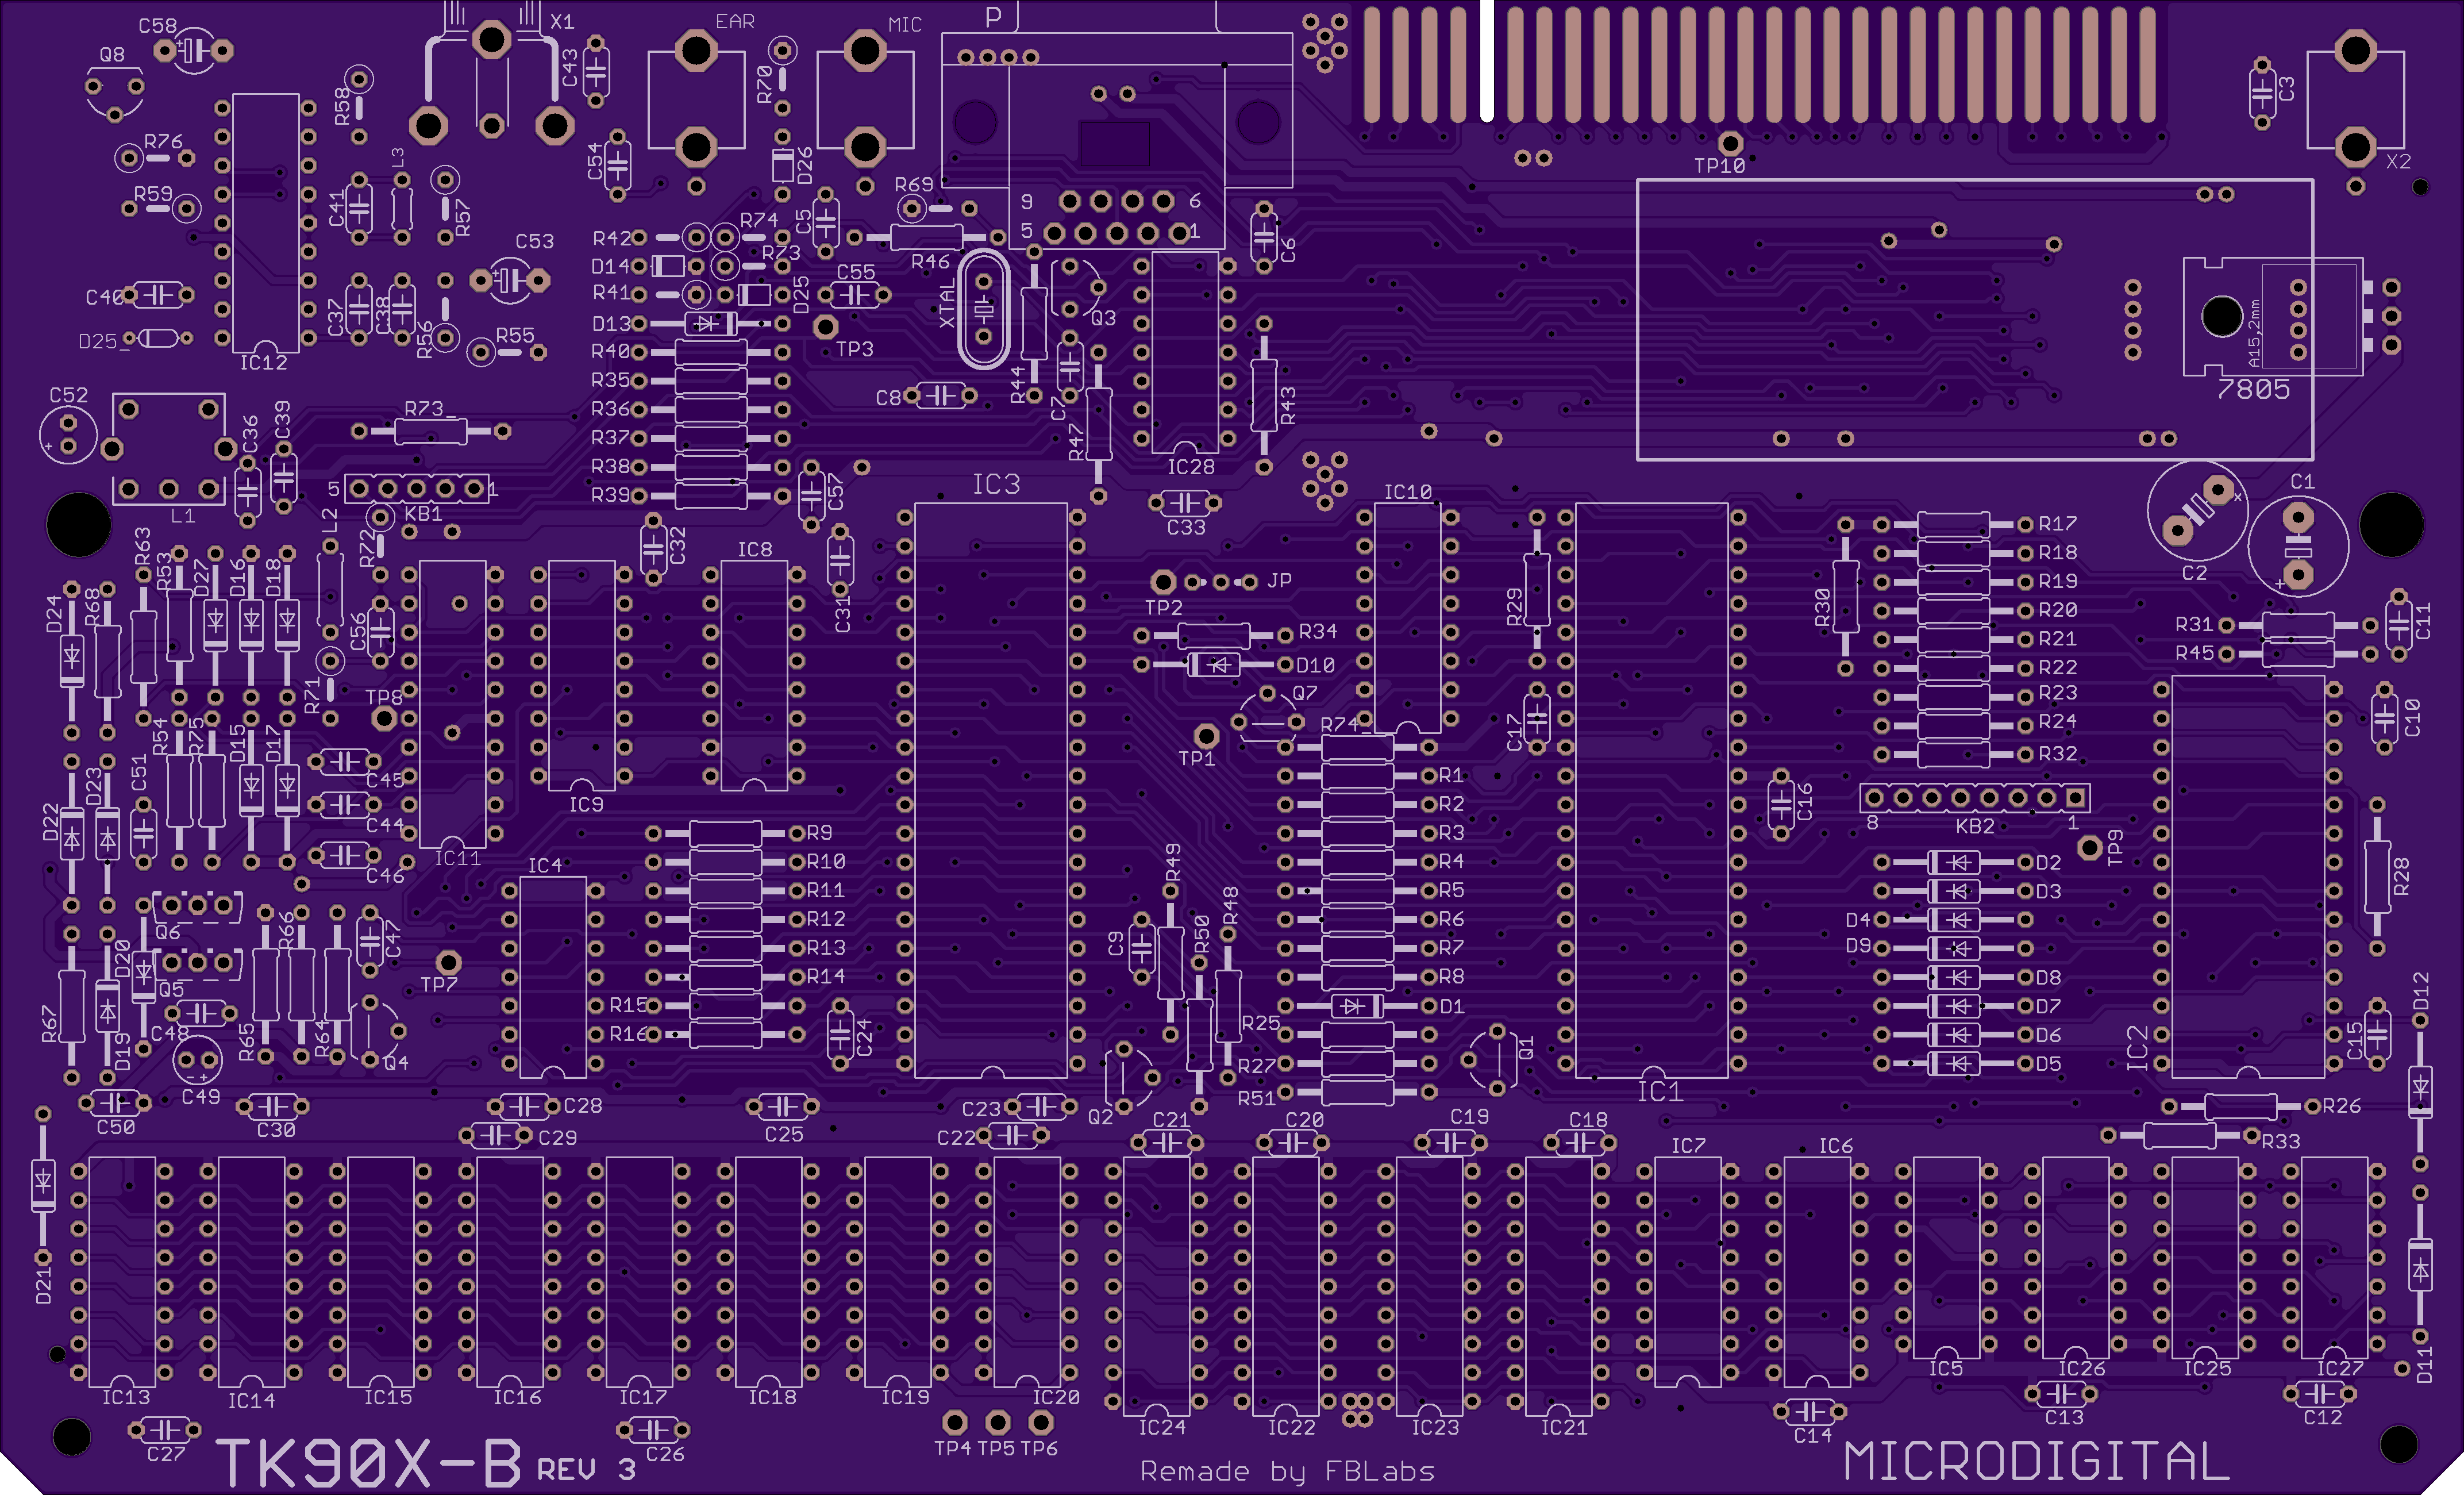 C58
X1
EAR
MIC
P
Q8
C43
R70
C3
R58
R76
L3
C54
D26
TP10
X2
R59
C41
R57
R69
9 6
5 1
R42
R74
C5
C6
C53
D14
R73
R46
C40
R41
D25
C55
XTAL
Q3
C37
C38
R56
D13
TP3
D25_
R55
IC12
R40
A15,2mm
7805
R35
C8
R44
C7
R43
C52
R73_
R36
C36
C39
R37
R47
R38
IC28
5 1
KB1
R39
C57
IC3
IC10
C1
L1
L2
R72
C33
C2
R63
R53
D27
D16
D18
C32
IC8
C31
R17
R18
R19
R20
R21
R22
R23
R24
R32
D24
R68
C56
TP2
JP
R29
R30
R34
D10
R31
R45
C11
R71
TP8
Q7
TP1
R74_
C17
C10
R54
R75
D15
D17
C51
D23
D22
C45
C44
C46
IC11
IC9
R1
R2
R3
R4
R5
R6
R7
R8
D1
C16
8 KB2 1
TP9
IC4
R9
R10
R11
R12
R13
R14
R15
R16
R49
R48
R50
C9
D2
D3
D4
D9
D8
D7
D6
D5
R28
Q6
Q5
R66
C47
TP7
D20
R67
D19
C48
R65
R64
Q4
C49
C24
R25
R27
R51
Q2
Q1
IC1
IC2
C15
D12
C50
C30
C28
C29
C25
C23
C22
C21
C20
C19
C18
R26
R33
IC7
IC6
D21
IC13
IC14
IC15
IC16
IC17
IC18
IC19
IC20
IC24
IC22
IC23
IC21
IC5
IC26
IC25
IC27
D11
C27
C26
TP4 TP5 TP6
C14
C13
C12
TK90X-B REV 3
Remade by FBLabs
MICRODIGITAL